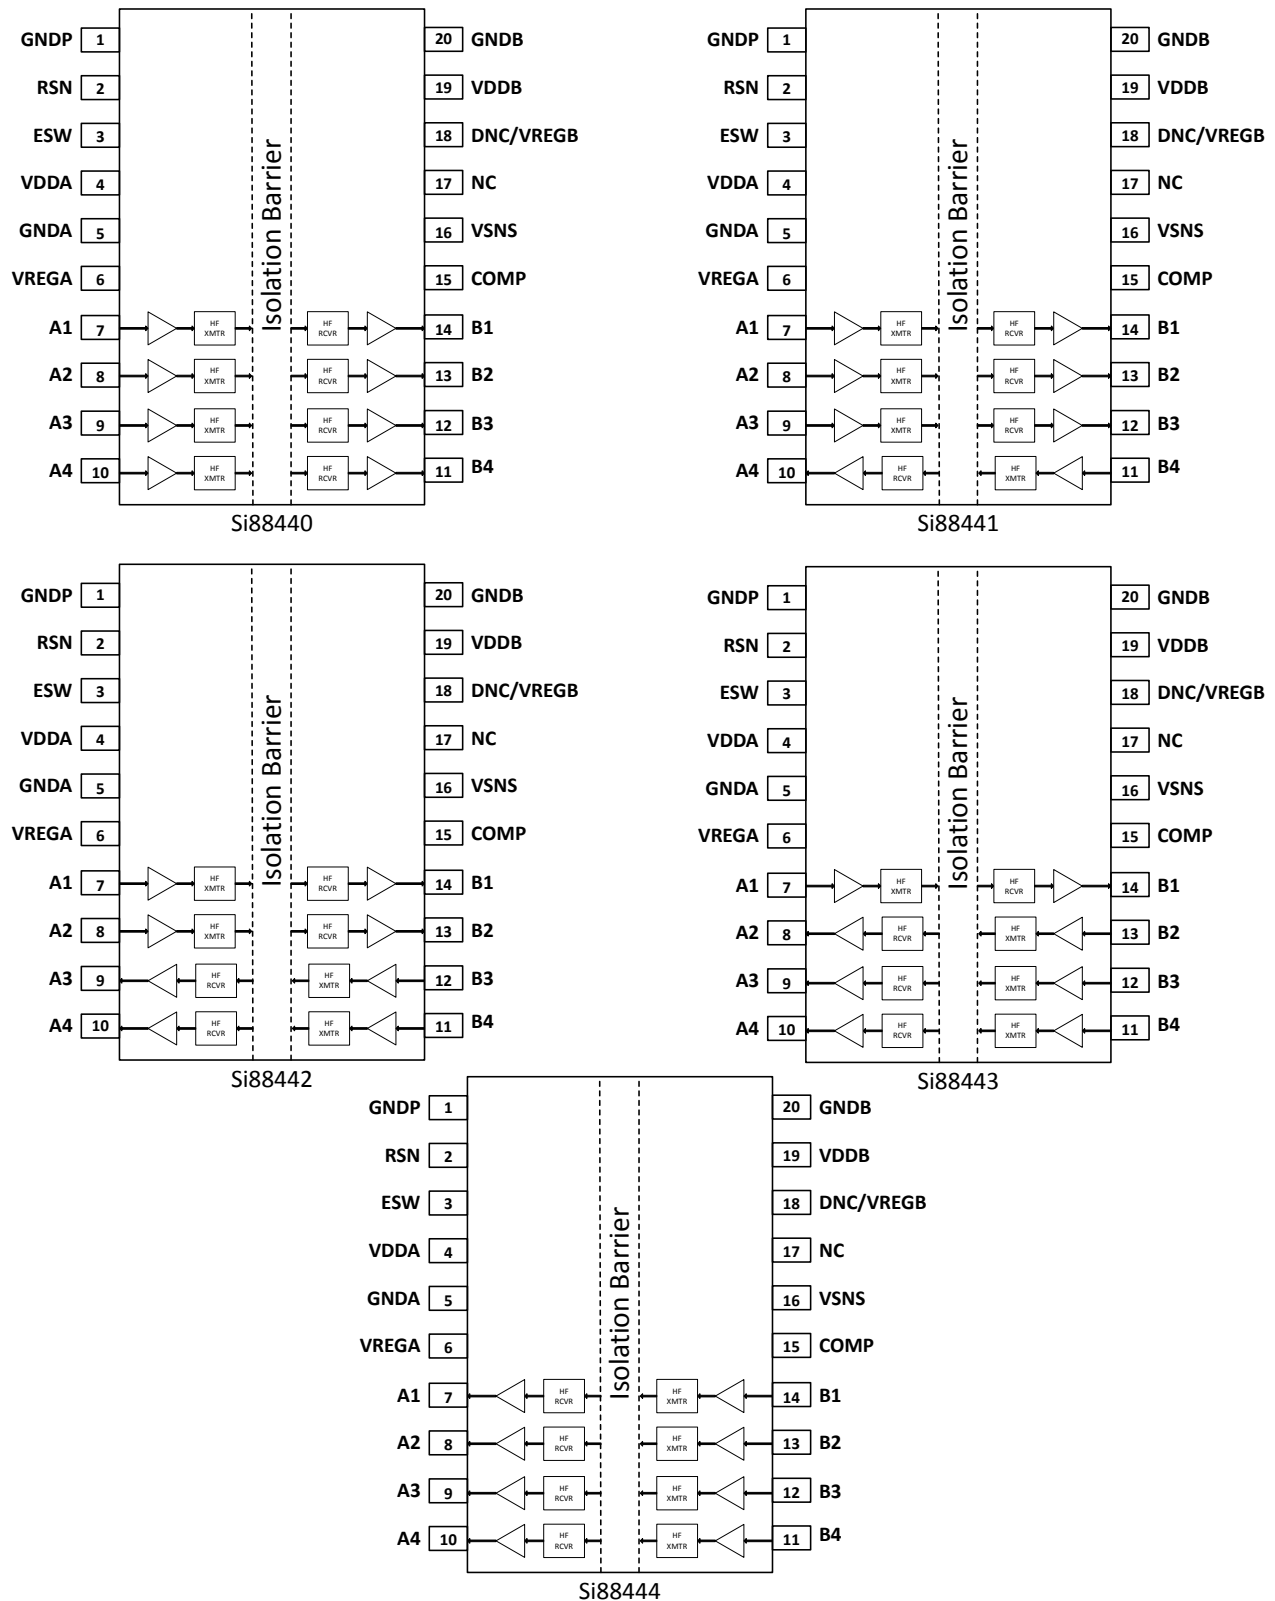 GNDP 1 20 GNDB
RSN 2 19 VDDB
ESW 3 18 DNC/VREGB
VDDA 4 17 NC
GNDA 5 16 VSNS
VREGA 6 15 COMP
Isolation Barrier
A1 7 HF XMTR HF RCVR 14 B1
A2 8 HF XMTR HF RCVR 13 B2
A3 9 HF XMTR HF RCVR 12 B3
A4 10 HF XMTR HF RCVR 11 B4
Si88440
GNDP 1 20 GNDB
RSN 2 19 VDDB
ESW 3 18 DNC/VREGB
VDDA 4 17 NC
GNDA 5 16 VSNS
VREGA 6 15 COMP
Isolation Barrier
A1 7 HF XMTR HF RCVR 14 B1
A2 8 HF XMTR HF RCVR 13 B2
A3 9 HF XMTR HF RCVR 12 B3
A4 10 HF RCVR HF XMTR 11 B4
Si88441
GNDP 1 20 GNDB
RSN 2 19 VDDB
ESW 3 18 DNC/VREGB
VDDA 4 17 NC
GNDA 5 16 VSNS
VREGA 6 15 COMP
Isolation Barrier
A1 7 HF XMTR HF RCVR 14 B1
A2 8 HF XMTR HF RCVR 13 B2
A3 9 HF RCVR HF XMTR 12 B3
A4 10 HF RCVR HF XMTR 11 B4
Si88442
GNDP 1 20 GNDB
RSN 2 19 VDDB
ESW 3 18 DNC/VREGB
VDDA 4 17 NC
GNDA 5 16 VSNS
VREGA 6 15 COMP
Isolation Barrier
A1 7 HF XMTR HF RCVR 14 B1
A2 8 HF RCVR HF XMTR 13 B2
A3 9 HF RCVR HF XMTR 12 B3
A4 10 HF RCVR HF XMTR 11 B4
Si88443
GNDP 1 20 GNDB
RSN 2 19 VDDB
ESW 3 18 DNC/VREGB
VDDA 4 17 NC
GNDA 5 16 VSNS
VREGA 6 15 COMP
Isolation Barrier
A1 7 HF RCVR HF XMTR 14 B1
A2 8 HF RCVR HF XMTR 13 B2
A3 9 HF RCVR HF XMTR 12 B3
A4 10 HF RCVR HF XMTR 11 B4
Si88444